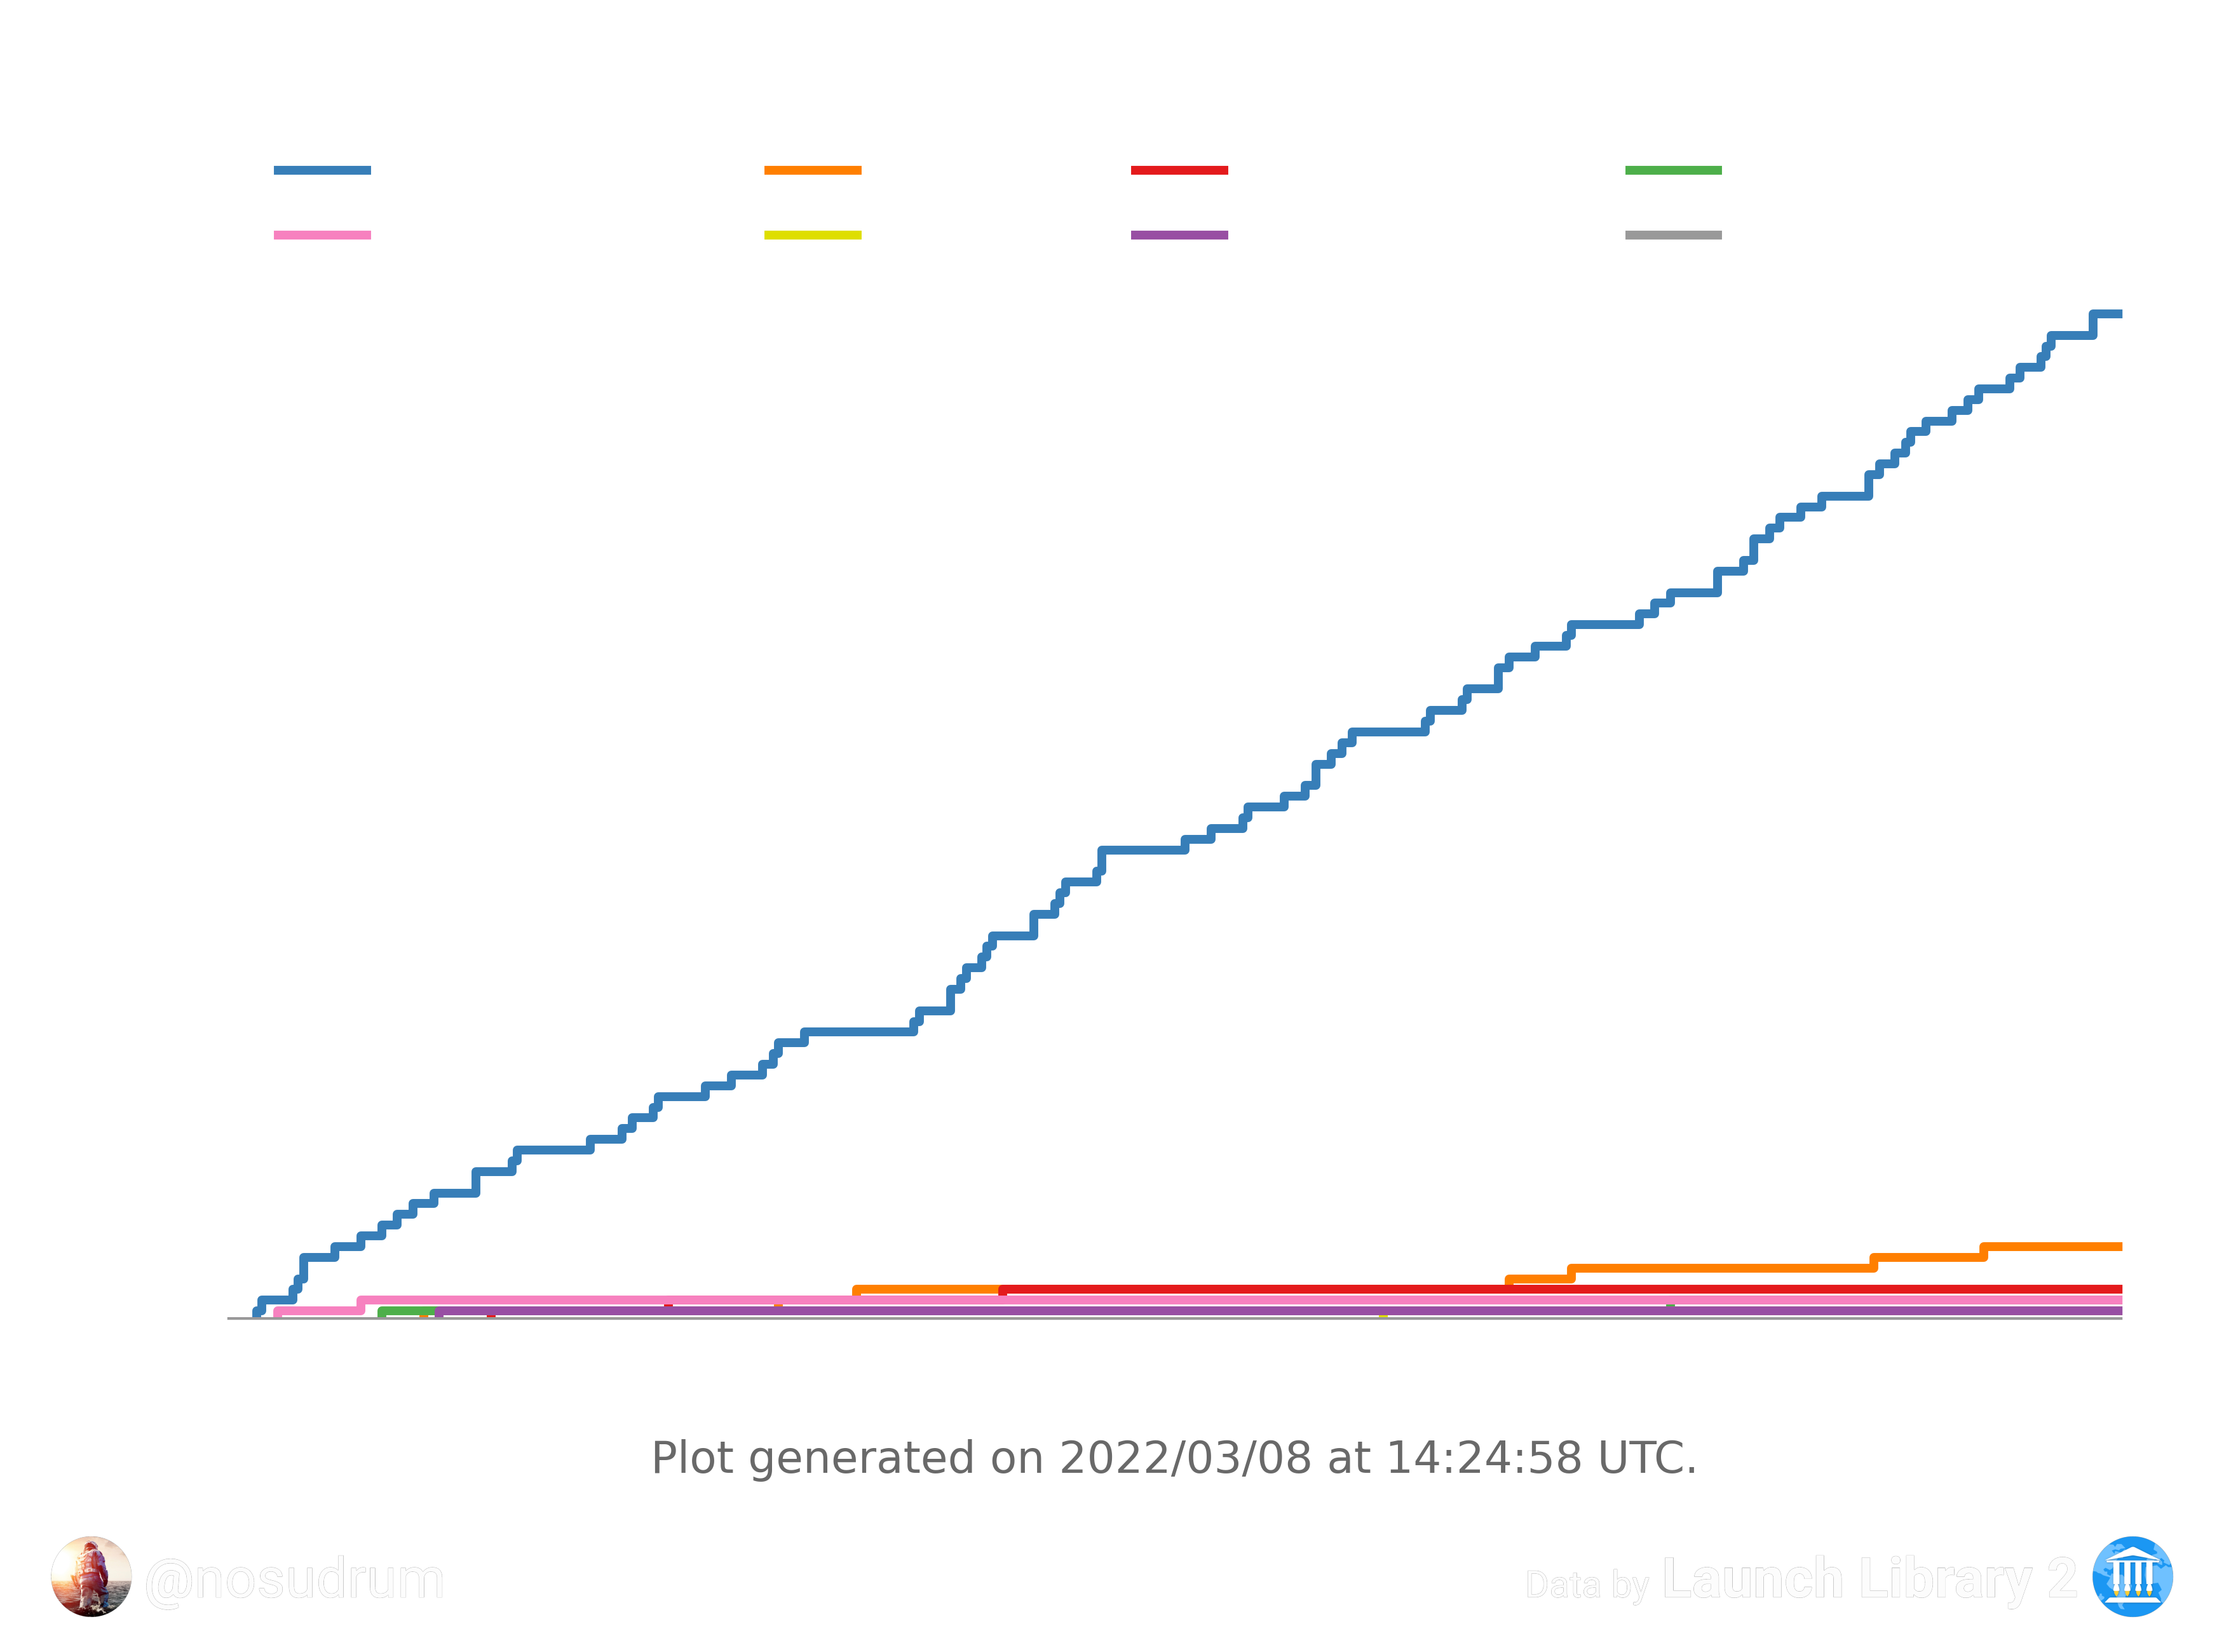 Plot generated on 2022/03/08 at 14:24:58 UTC.
@nosudrum
Data by Launch Library 2